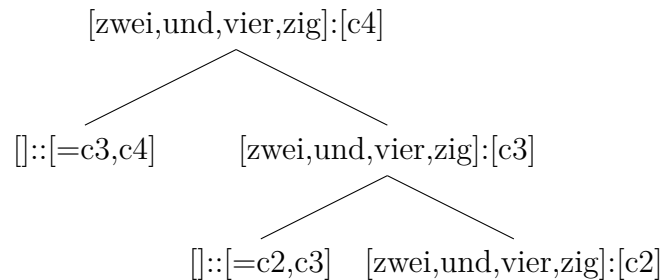 [zwei,und,vier,zig]:[c4]
[]::[=c3,c4] [zwei,und,vier,zig]:[c3]
[]::[=c2,c3] [zwei,und,vier,zig]:[c2]